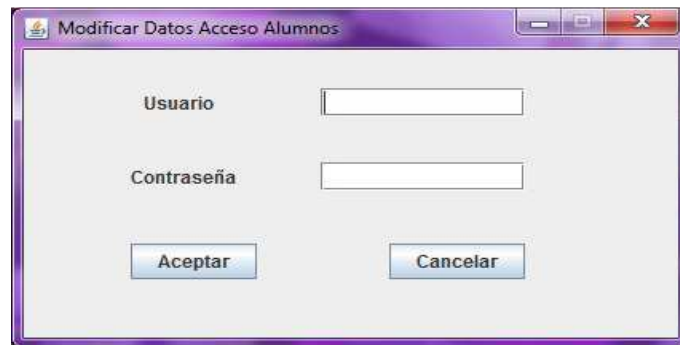 Modificar Datos Acceso Alumnos
Usuario
Contraseña
Aceptar Cancelar